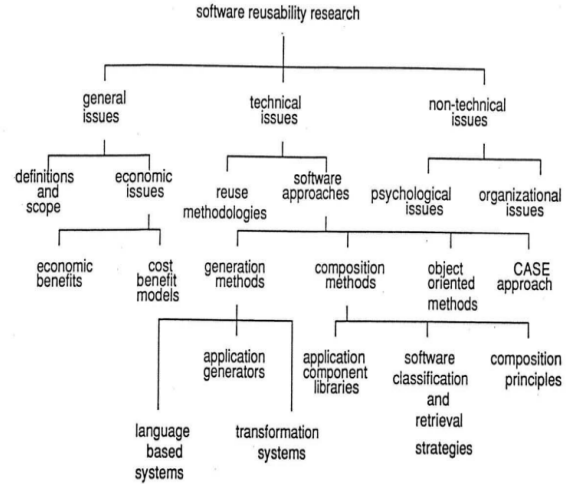 software reusability research
general
issues
technical
issues
non-technical
issues
definitions
and
scope
economic
issues
reuse
methodologies
software
approaches
psychological
issues
organizational
issues
economic
benefits
cost
benefit
models
generation
methods
composition
methods
object
oriented
methods
CASE
approach
application
generators
application
component
libraries
software
classification
and
retrieval
strategies
composition
principles
language
based
systems
transformation
systems